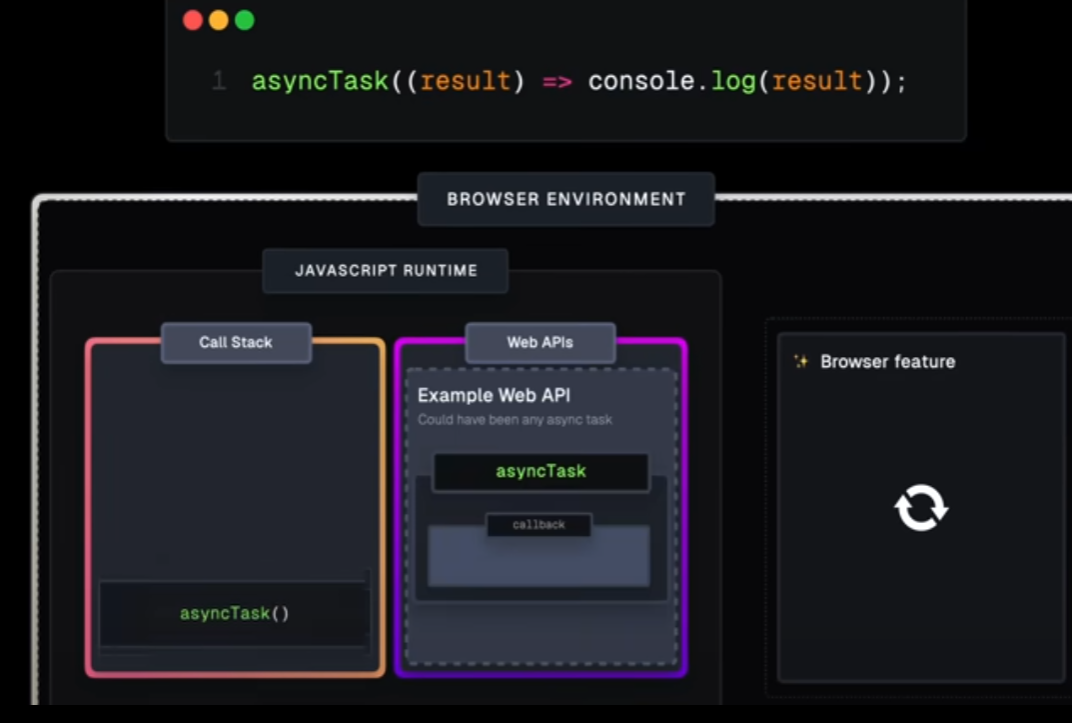 1 asyncTask((result) => console.log(result));
BROWSER ENVIRONMENT
JAVASCRIPT RUNTIME
Call Stack
Web APIs
Example Web API
Could have been any async task
asyncTask
callback
asyncTask()
✨ Browser feature